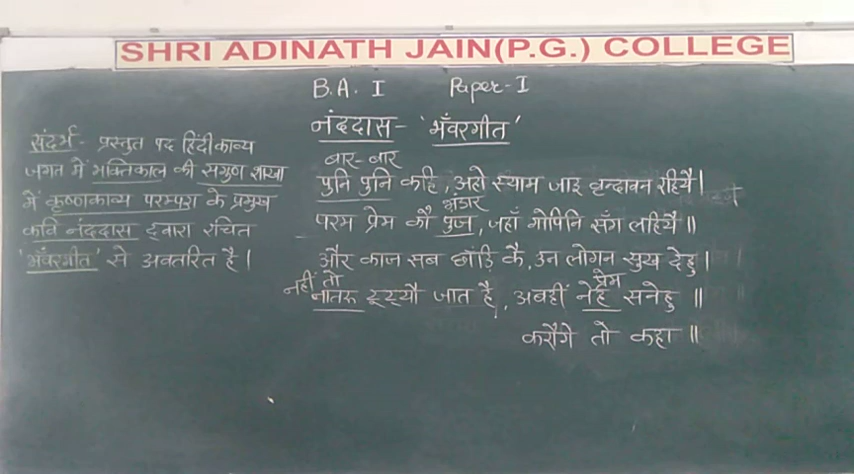 SHRI ADINATH JAIN(P.G.) COLLEGE
B.A. I Paper-I
नंददास- 'भँवरगीत'
संदर्भ - प्रस्तुत पद हिंदी काव्य
जगत में भक्तिकाल की सगुण शाखा
में कृष्णकाव्य परम्परा के प्रमुख
कवि नंददास द्वारा रचित
'भँवरगीत' से अवतरित है।
बार-बार
पुनि पुनि कहि, अहो स्याम जाइ वृन्दावन रहियै।
भंडार
परम प्रेम कौ पुंज, जहाँ गोपिनि सँग लहियै॥
और काज सब छाँड़ि कै, उन लोगन सुख देहु।
नहीं तो प्रेम
नातरु टूट्यौ जात है, अबहीं नेह सनेहु॥
करौगे तो कहा॥